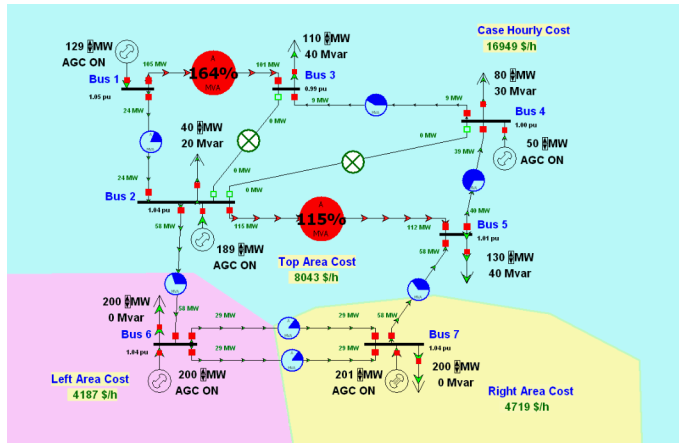 Case Hourly Cost
16949 $/h
129 MW
AGC ON
Bus 1
1.05 pu
105 MW
A
164%
MVA
101 MW
110 MW
40 Mvar
Bus 3
0.99 pu
9 MW
9 MW
80 MW
30 Mvar
Bus 4
1.00 pu
50 MW
AGC ON
24 MW
24 MW
40 MW
20 Mvar
0 MW
0 MW
0 MW
0 MW
39 MW
40 MW
Bus 2
1.04 pu
115 MW
A
115%
MVA
112 MW
Bus 5
1.01 pu
58 MW
58 MW
189 MW
AGC ON
Top Area Cost
8043 $/h
130 MW
40 Mvar
200 MW
0 Mvar
58 MW
58 MW
Bus 6
1.04 pu
29 MW
29 MW
29 MW
29 MW
Bus 7
1.04 pu
Left Area Cost
4187 $/h
200 MW
AGC ON
201 MW
AGC ON
200 MW
0 Mvar
Right Area Cost
4719 $/h